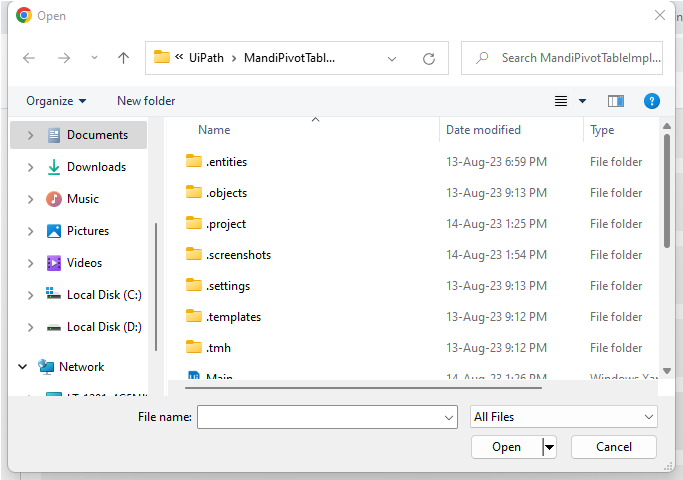 Open
« UiPath > MandiPivotTabl...
Search MandiPivotTableImpl...
Organize
New folder
Name
Date modified
Type
Documents
Downloads
Music
Pictures
Videos
Local Disk (C:)
Local Disk (D:)
Network
.entities 13-Aug-23 6:59 PM File folder
.objects 13-Aug-23 9:13 PM File folder
.project 14-Aug-23 1:25 PM File folder
.screenshots 14-Aug-23 1:54 PM File folder
.settings 13-Aug-23 9:13 PM File folder
.templates 13-Aug-23 9:12 PM File folder
.tmh 13-Aug-23 9:12 PM File folder
Main 14-Aug-23 1:26 PM Windows Xa
File name:
All Files
Open
Cancel